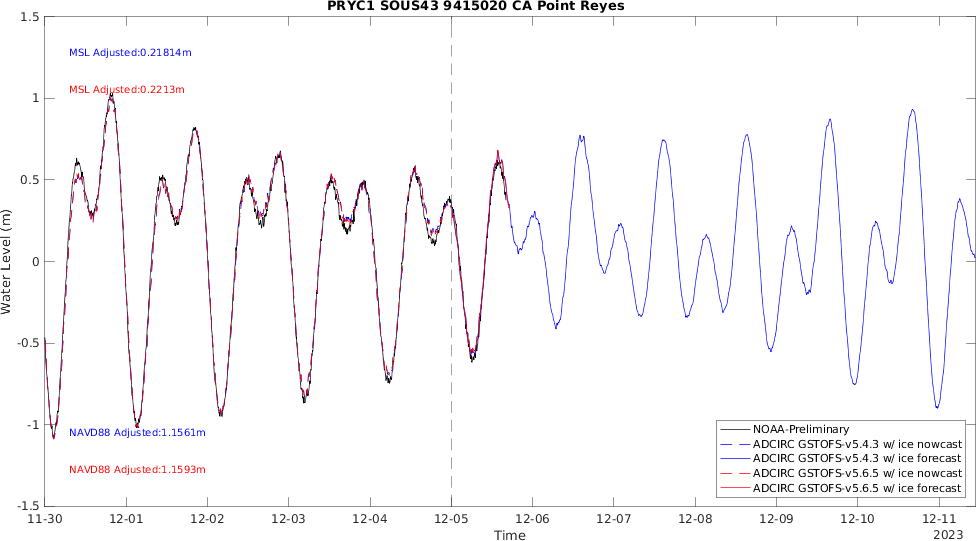 PRYC1 SOUS43 9415020 CA Point Reyes
1.5
MSL Adjusted:0.21814m
MSL Adjusted:0.2213m
1
0.5
0
-0.5
-1
-1.5
Water Level (m)
NAVD88 Adjusted:1.1561m
NAVD88 Adjusted:1.1593m
NOAA-Preliminary
ADCIRC GSTOFS-v5.4.3 w/ ice nowcast
ADCIRC GSTOFS-v5.4.3 w/ ice forecast
ADCIRC GSTOFS-v5.6.5 w/ ice nowcast
ADCIRC GSTOFS-v5.6.5 w/ ice forecast
11-30 12-01 12-02 12-03 12-04 12-05 12-06 12-07 12-08 12-09 12-10 12-11
Time
2023